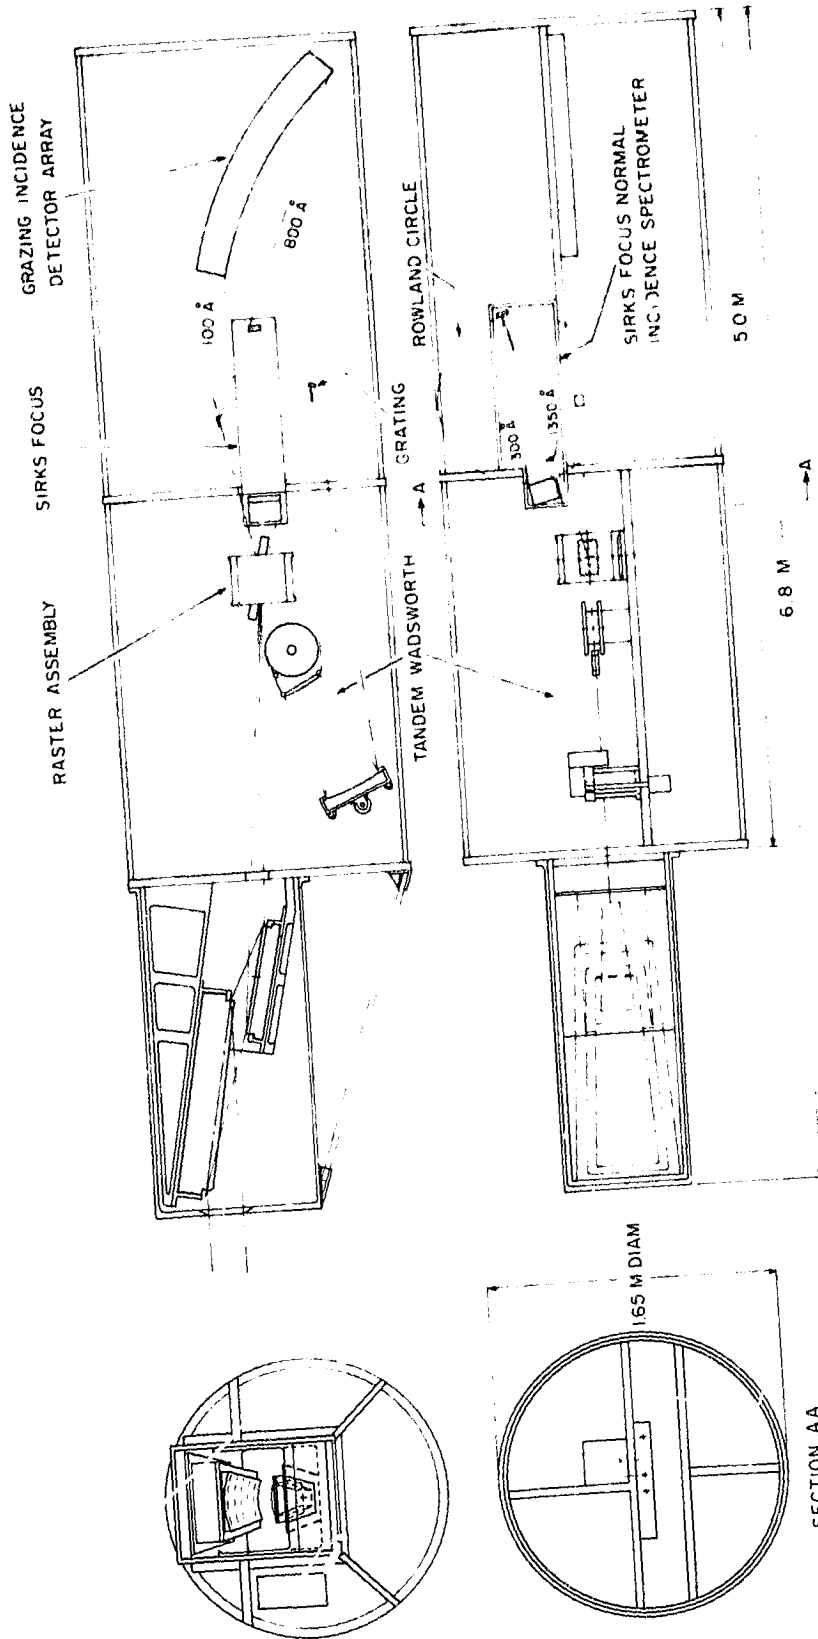 GRAZING INCIDENCE
DETECTOR ARRAY
SIRKS FOCUS
RASTER ASSEMBLY
100 Å
800 Å
GRATING
TANDEM WADSWORTH
ROWLAND CIRCLE
300 Å
1350 Å
SIRKS FOCUS NORMAL
INCIDENCE SPECTROMETER
A
A
5.0 M
6.8 M
1.65 M DIAM
SECTION AA